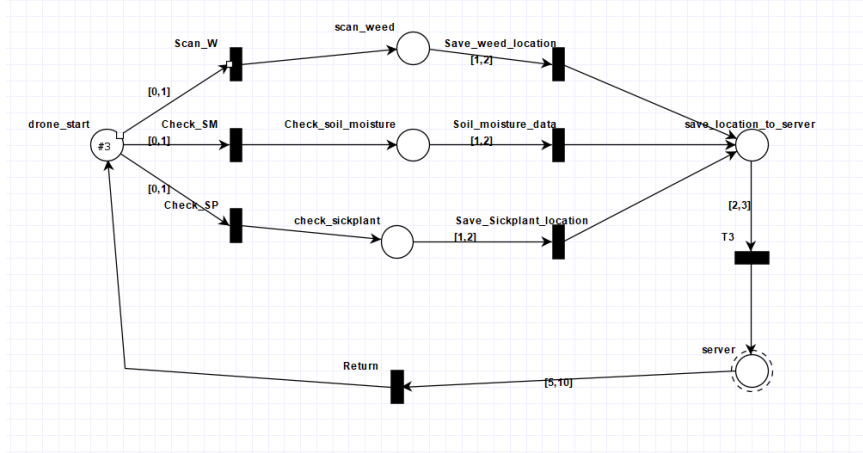 scan_weed
Scan_W
Save_weed_location
[1,2]
[0,1]
drone_start
Check_SM
Check_soil_moisture
Soil_moisture_data
save_location_to_server
#3
[0,1]
[1,2]
[0,1]
Check_SP
check_sickplant
Save_Sickplant_location
[1,2]
[2,3]
T3
server
Return
[5,10]